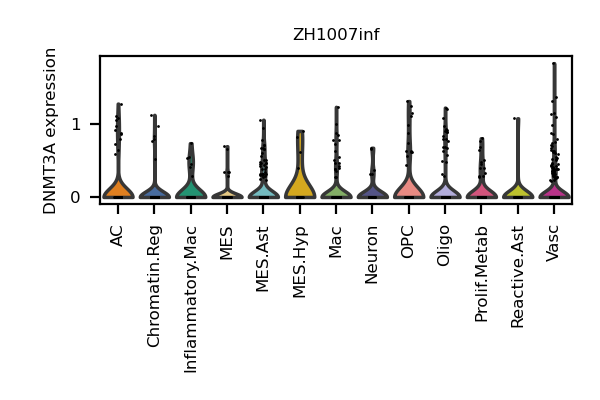 ZH1007inf
DNMT3A expression
1
0
AC
Chromatin.Reg
Inflammatory.Mac
MES
MES.Ast
MES.Hyp
Mac
Neuron
OPC
Oligo
Prolif.Metab
Reactive.Ast
Vasc